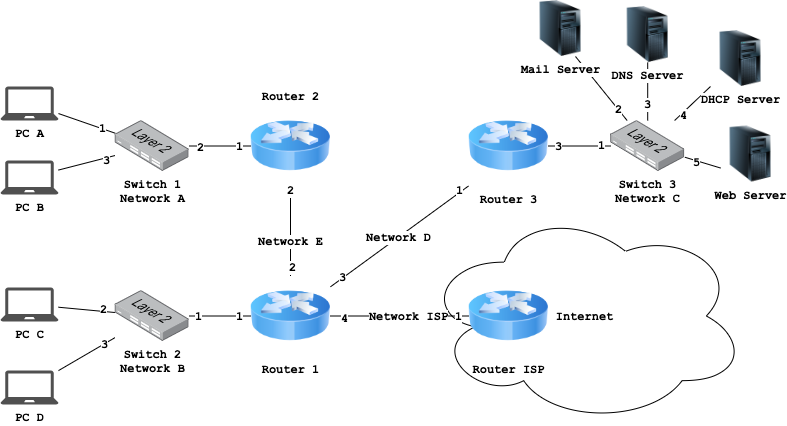 Mail Server
DNS Server
DHCP Server
Web Server
Router 2
PC A
1
Layer 2
2
1
3
PC B
Switch 1
Network A
2
Network E
2
Router 3
3
1
Layer 2
2
3
4
5
Switch 3
Network C
1
Network D
3
PC C
2
Layer 2
1
1
3
PC D
Switch 2
Network B
Router 1
4
Network ISP
1
Internet
Router ISP